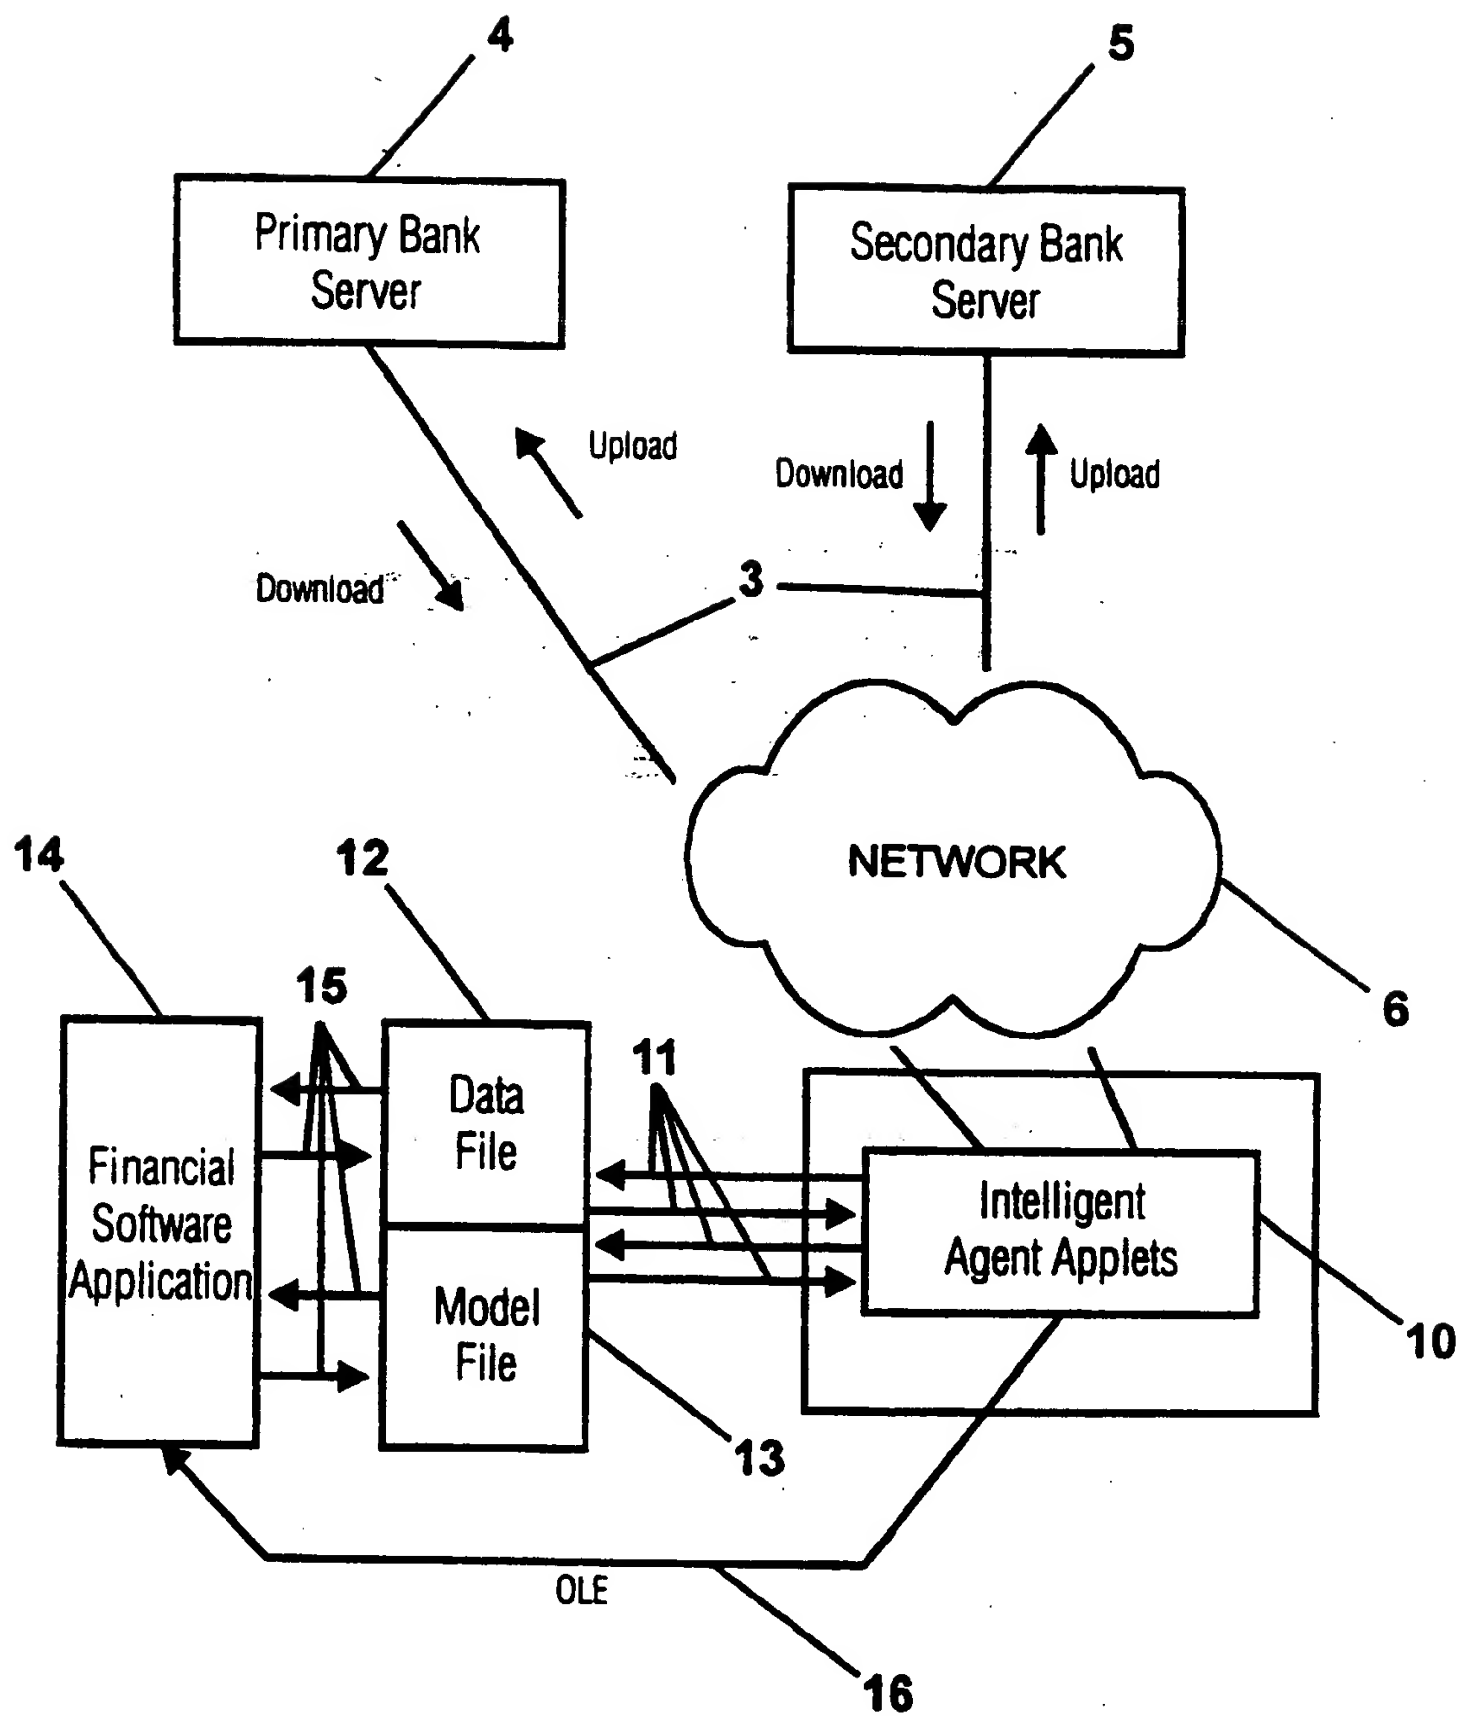 4
5
Primary Bank
Server
Secondary Bank
Server
Upload
Download
Upload
Download
3
NETWORK
14
12
15
6
11
Data
File
Financial
Software
Application
Intelligent
Agent Applets
Model
File
10
13
OLE
16